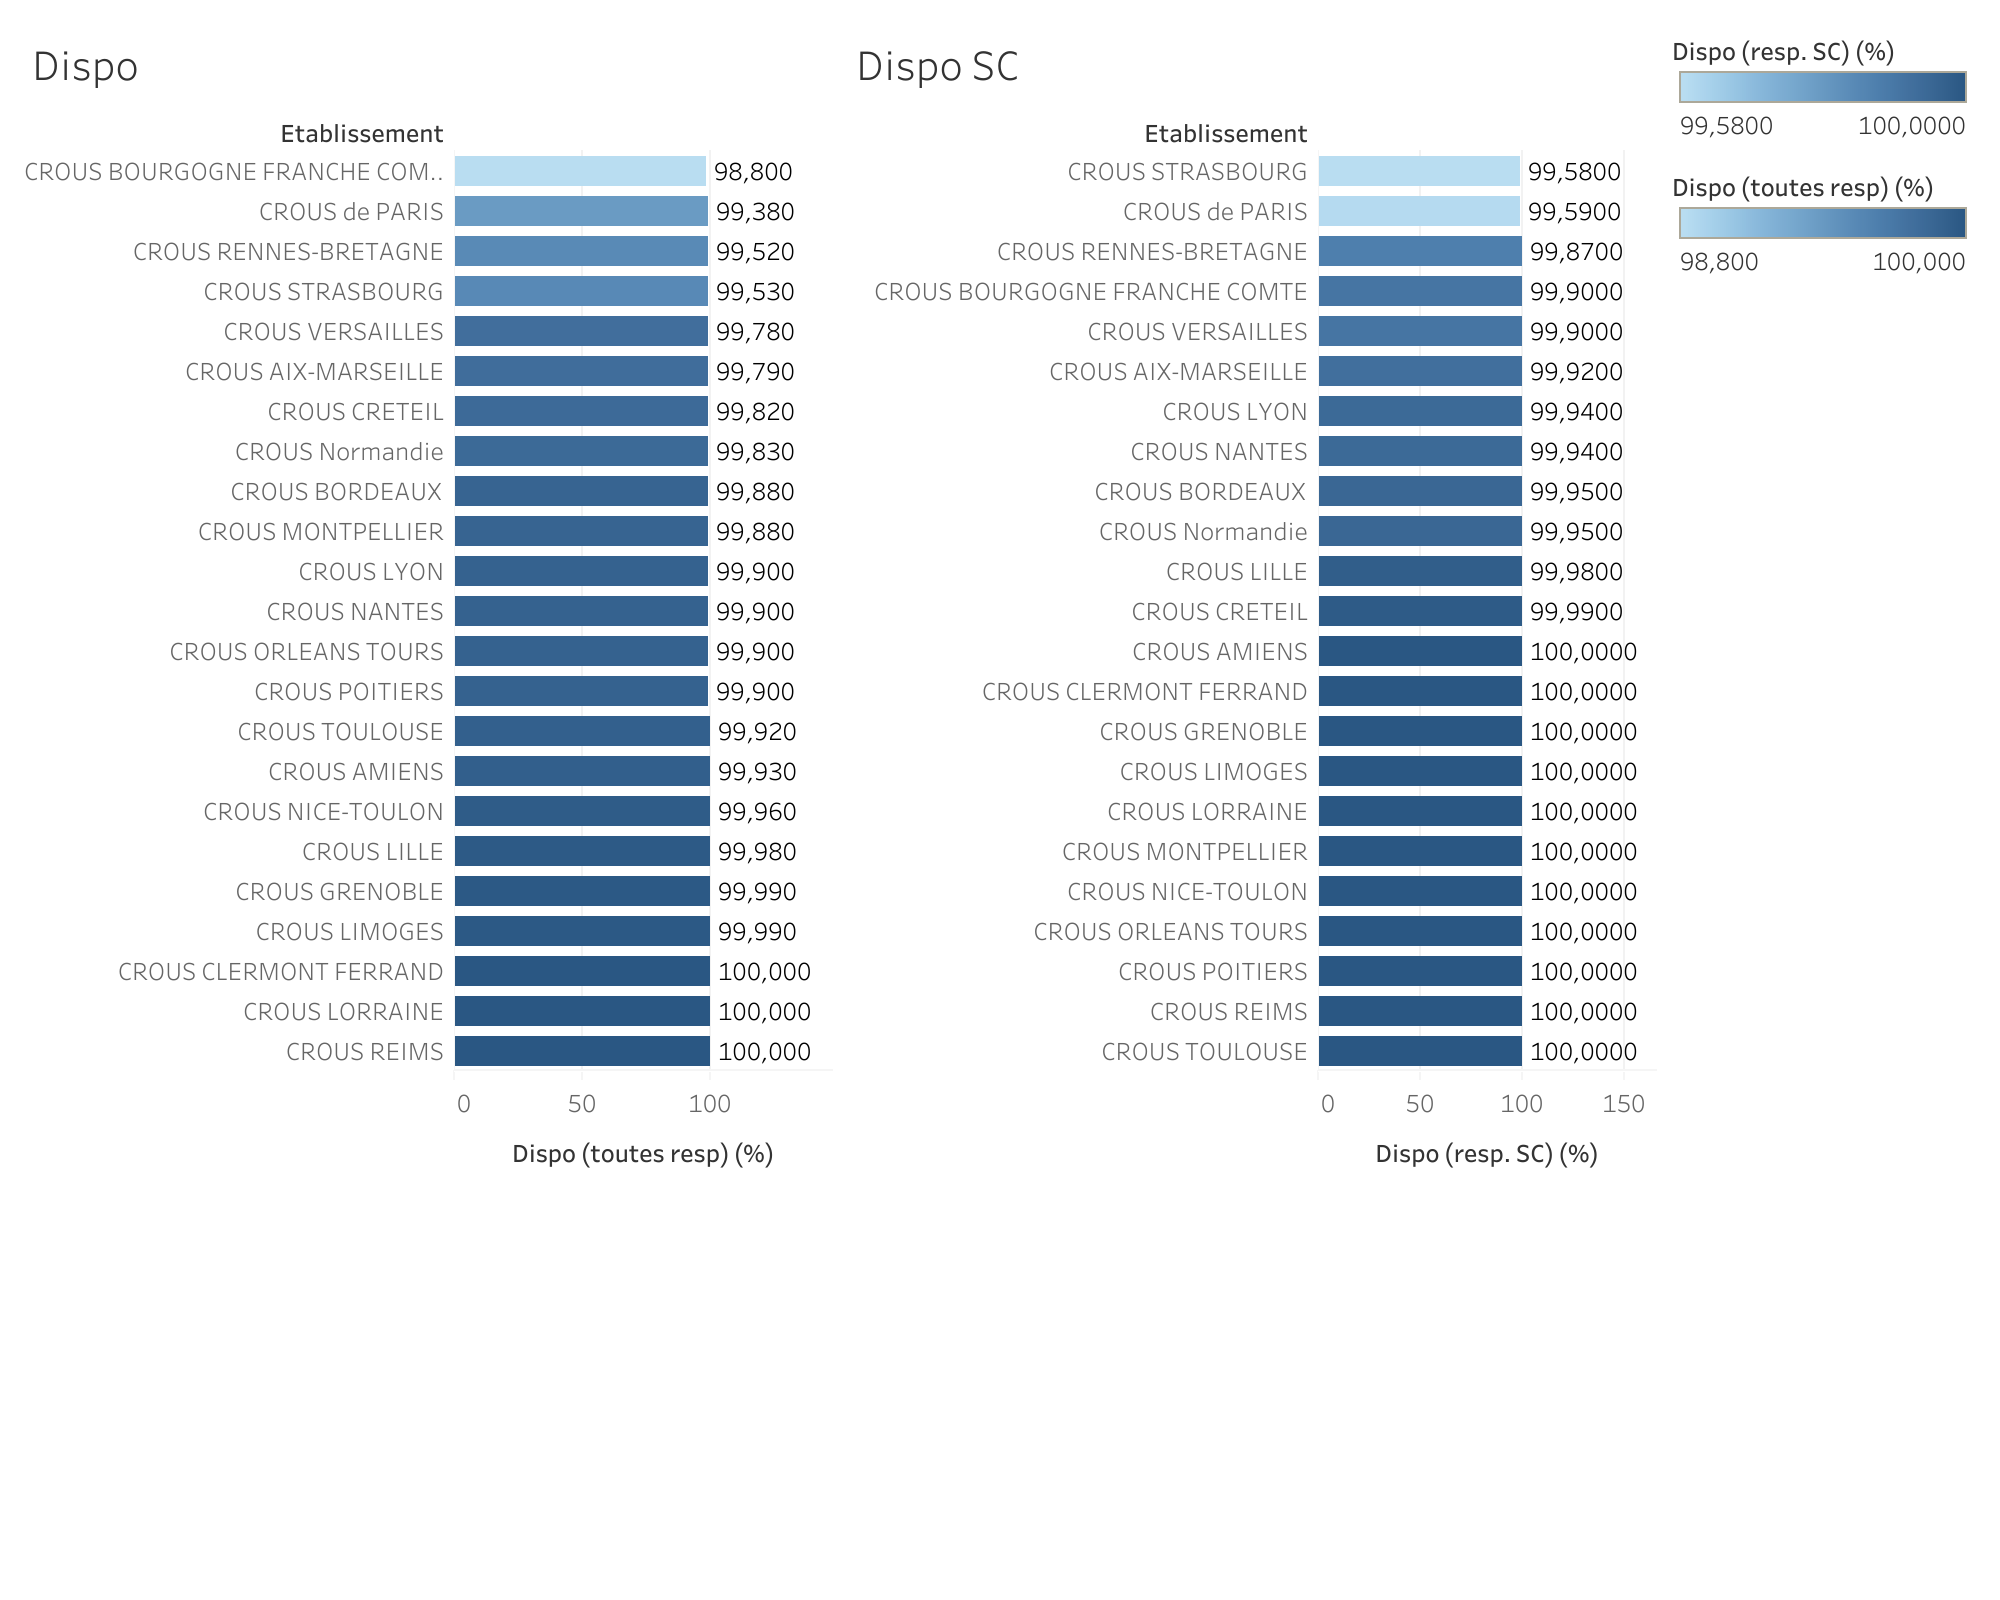 Dispo
Etablissement
CROUS BOURGOGNE FRANCHE COM.. 98,800
CROUS de PARIS 99,380
CROUS RENNES-BRETAGNE 99,520
CROUS STRASBOURG 99,530
CROUS VERSAILLES 99,780
CROUS AIX-MARSEILLE 99,790
CROUS CRETEIL 99,820
CROUS Normandie 99,830
CROUS BORDEAUX 99,880
CROUS MONTPELLIER 99,880
CROUS LYON 99,900
CROUS NANTES 99,900
CROUS ORLEANS TOURS 99,900
CROUS POITIERS 99,900
CROUS TOULOUSE 99,920
CROUS AMIENS 99,930
CROUS NICE-TOULON 99,960
CROUS LILLE 99,980
CROUS GRENOBLE 99,990
CROUS LIMOGES 99,990
CROUS CLERMONT FERRAND 100,000
CROUS LORRAINE 100,000
CROUS REIMS 100,000
0 50 100
Dispo (toutes resp) (%)
Dispo SC
Etablissement
CROUS STRASBOURG 99,5800
CROUS de PARIS 99,5900
CROUS RENNES-BRETAGNE 99,8700
CROUS BOURGOGNE FRANCHE COMTE 99,9000
CROUS VERSAILLES 99,9000
CROUS AIX-MARSEILLE 99,9200
CROUS LYON 99,9400
CROUS NANTES 99,9400
CROUS BORDEAUX 99,9500
CROUS Normandie 99,9500
CROUS LILLE 99,9800
CROUS CRETEIL 99,9900
CROUS AMIENS 100,0000
CROUS CLERMONT FERRAND 100,0000
CROUS GRENOBLE 100,0000
CROUS LIMOGES 100,0000
CROUS LORRAINE 100,0000
CROUS MONTPELLIER 100,0000
CROUS NICE-TOULON 100,0000
CROUS ORLEANS TOURS 100,0000
CROUS POITIERS 100,0000
CROUS REIMS 100,0000
CROUS TOULOUSE 100,0000
0 50 100 150
Dispo (resp. SC) (%)
Dispo (resp. SC) (%)
99,5800 100,0000
Dispo (toutes resp) (%)
98,800 100,000